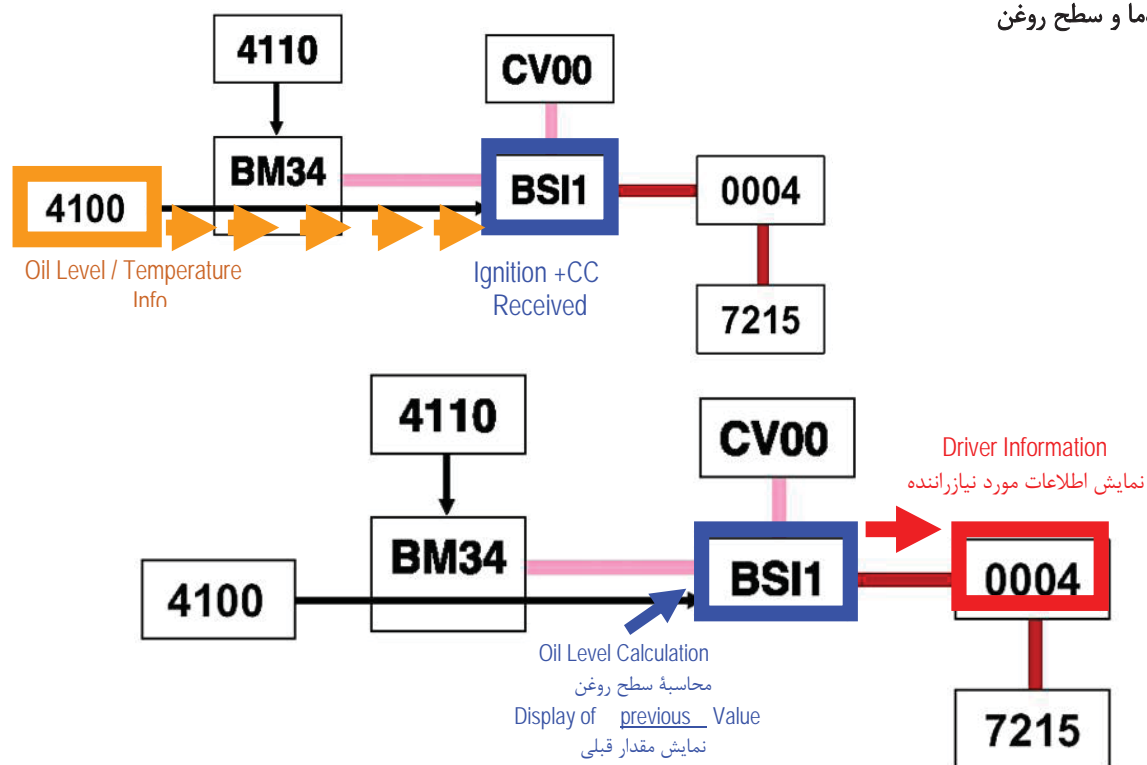 ما و سطح روغن
4110
CV00
BM34
BSI1
4100
0004
Oil Level / Temperature
Info
Ignition +CC
Received
7215
4110
CV00
Driver Information
نمایش اطلاعات مورد نیازراننده
BM34
BSI1
0004
4100
Oil Level Calculation
محاسبهٔ سطح روغن
Display of previous Value
نمایش مقدار قبلی
7215